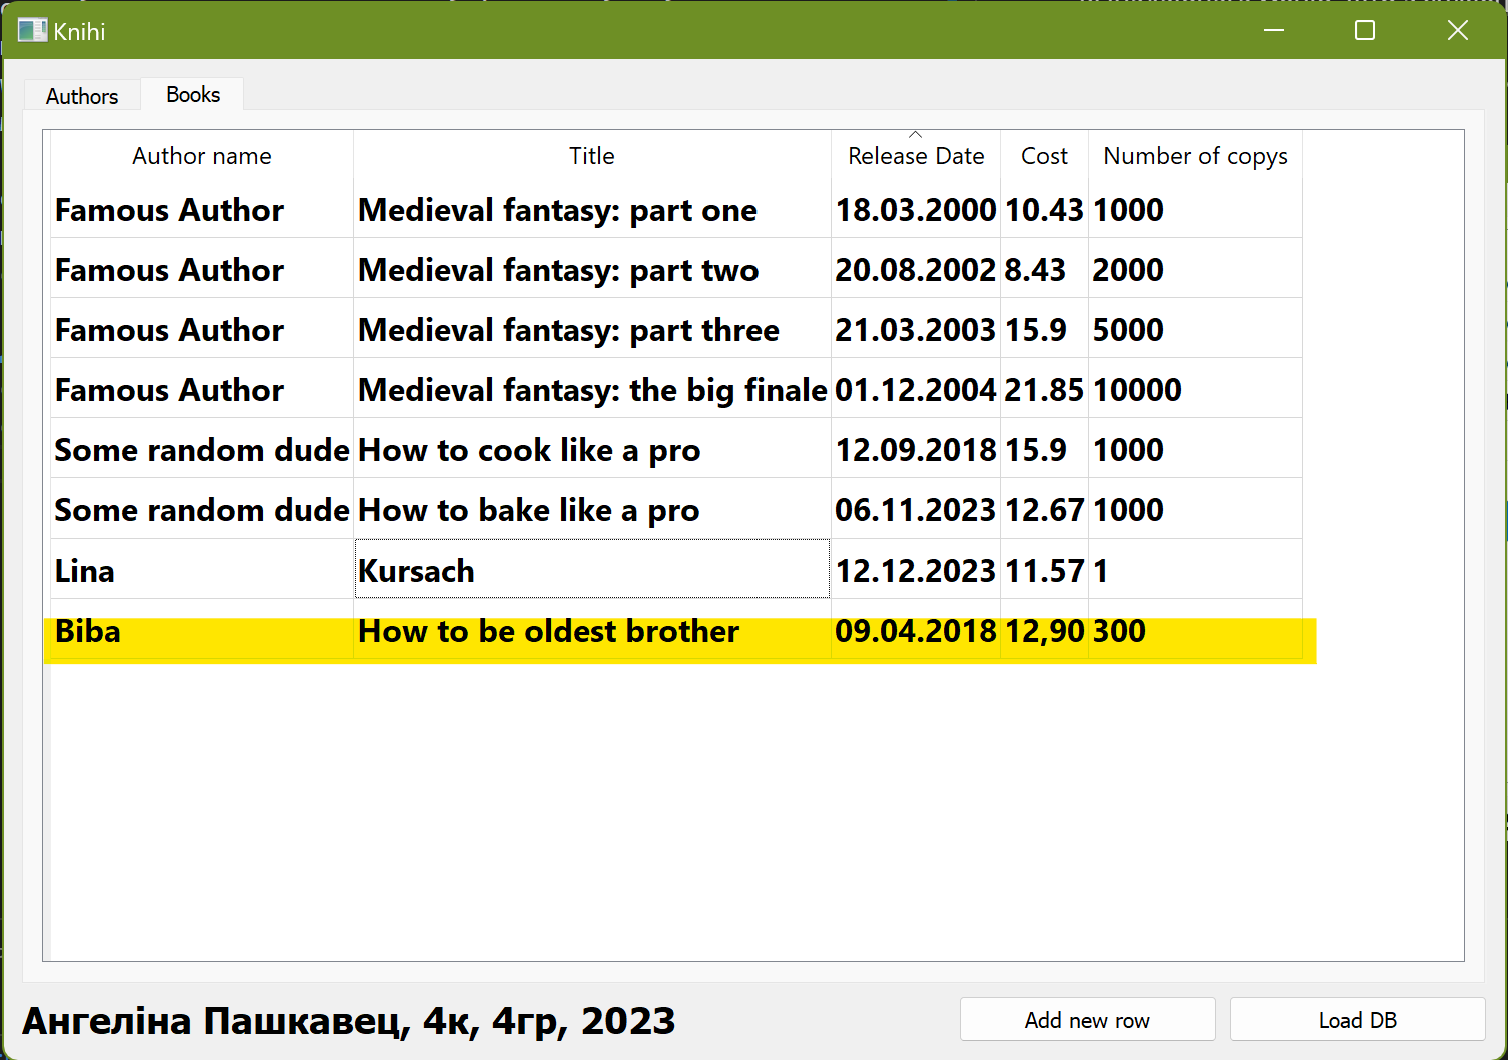 Knihi
Authors Books
Author name Title Release Date Cost Number of copys
Famous Author Medieval fantasy: part one 18.03.2000 10.43 1000
Famous Author Medieval fantasy: part two 20.08.2002 8.43 2000
Famous Author Medieval fantasy: part three 21.03.2003 15.9 5000
Famous Author Medieval fantasy: the big finale 01.12.2004 21.85 10000
Some random dude How to cook like a pro 12.09.2018 15.9 1000
Some random dude How to bake like a pro 06.11.2023 12.67 1000
Lina Kursach 12.12.2023 11.57 1
Biba How to be oldest brother 09.04.2018 12,90 300
Ангеліна Пашкавец, 4к, 4гр, 2023 Add new row Load DB